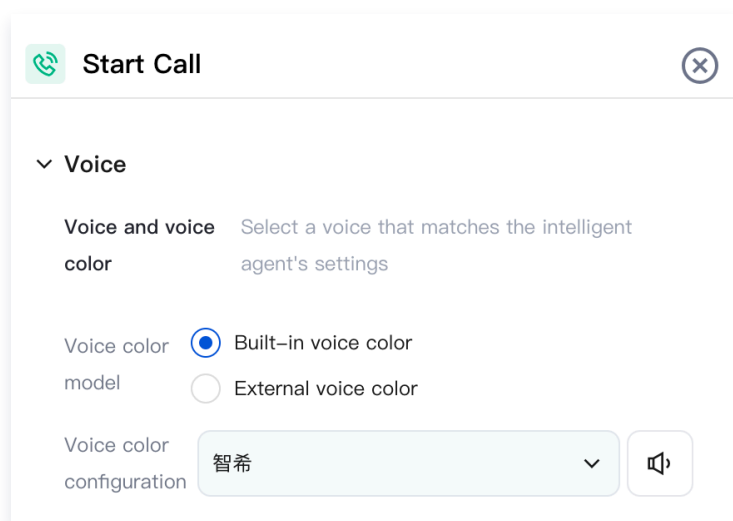 Start Call
Voice
Voice and voice color
Select a voice that matches the intelligent agent's settings
Voice color model
Built-in voice color
External voice color
Voice color configuration
智希